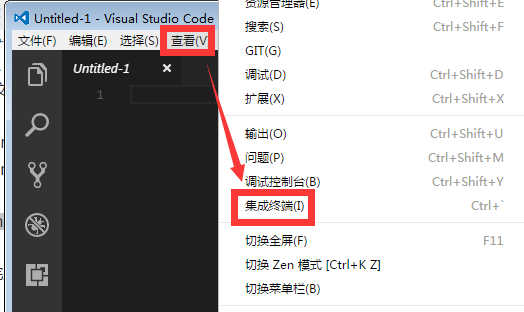 Untitled-1 - Visual Studio Code
文件(F) 编辑(E) 选择(S) 查看(V)
Untitled-1 ×
1
资源管理器(E) Ctrl+Shift+E
搜索(S) Ctrl+Shift+F
GIT(G)
调试(D) Ctrl+Shift+D
扩展(X) Ctrl+Shift+X
输出(O) Ctrl+Shift+U
问题(P) Ctrl+Shift+M
调试控制台(B) Ctrl+Shift+Y
集成终端(I) Ctrl+`
切换全屏(F) F11
切换 Zen 模式 [Ctrl+K Z]
切换菜单栏(B)